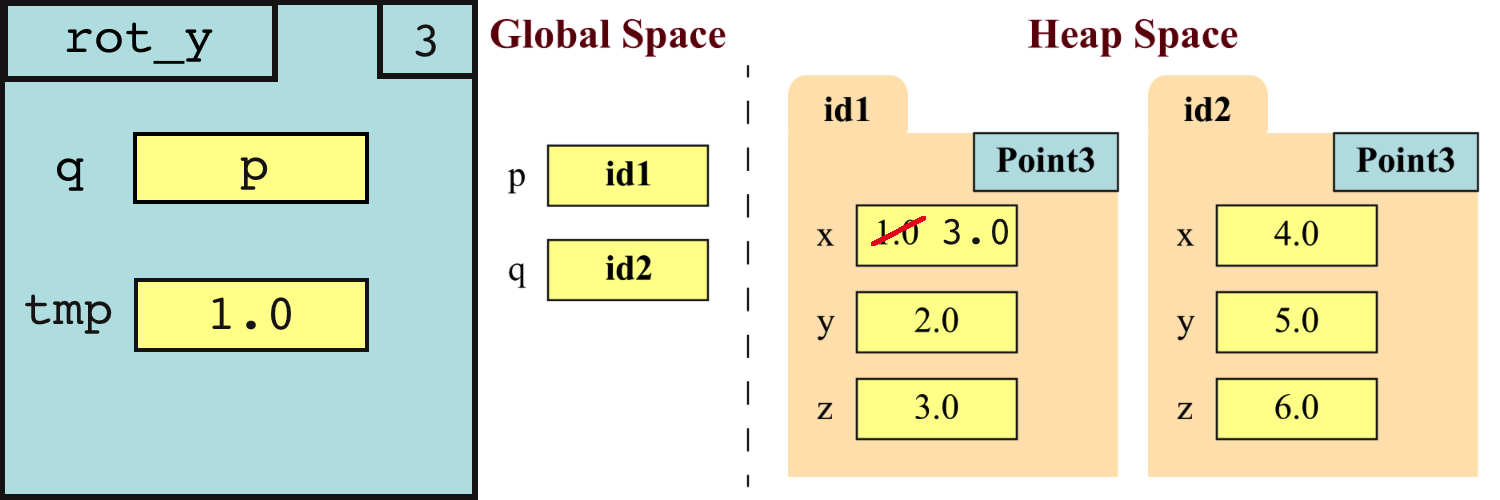 rot_y 3
q p
tmp 1.0
Global Space
p id1
q id2
Heap Space
id1
Point3
x 1.0 3.0
y 2.0
z 3.0
id2
Point3
x 4.0
y 5.0
z 6.0